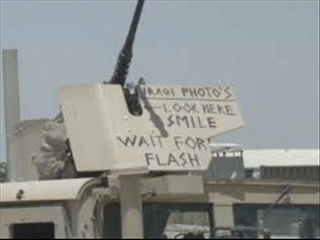 IRAQI PHOTO'S
LOOK HERE
SMILE
WAIT FOR
FLASH